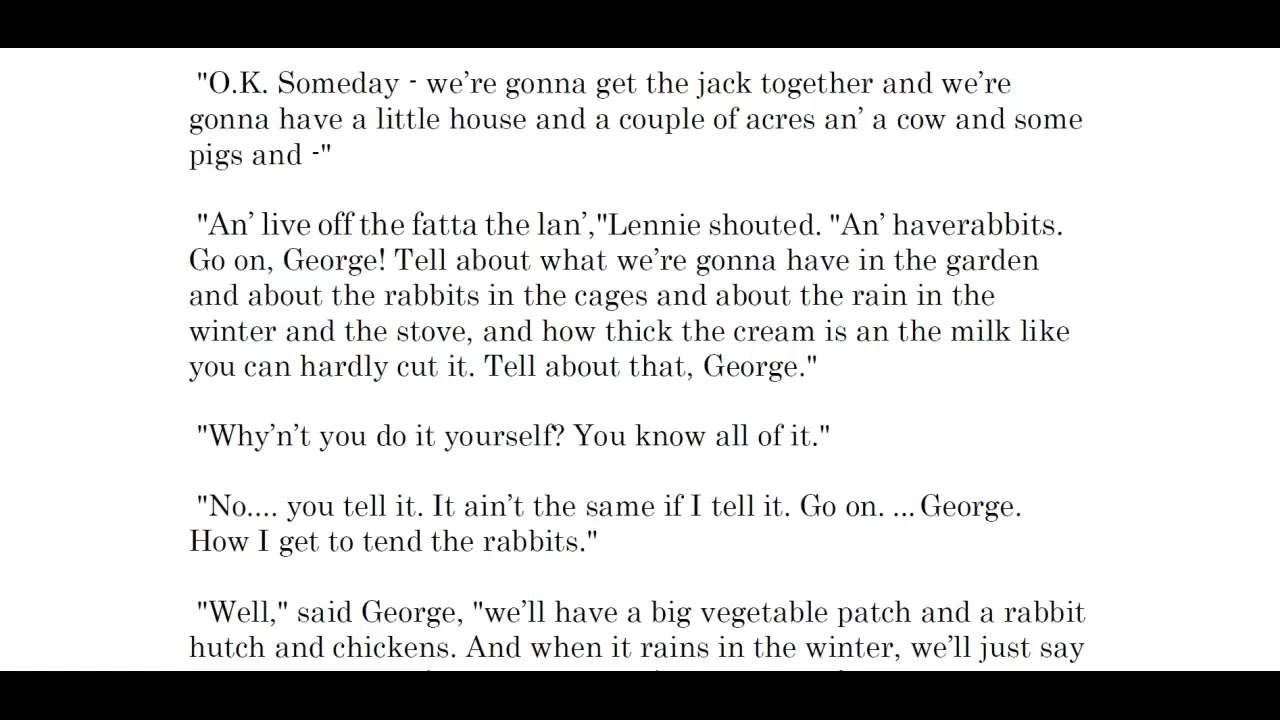 "O.K. Someday - we’re gonna get the jack together and we’re
gonna have a little house and a couple of acres an’ a cow and some
pigs and -"
"An’ live off the fatta the lan’,"Lennie shouted. "An’ haverabbits.
Go on, George! Tell about what we’re gonna have in the garden
and about the rabbits in the cages and about the rain in the
winter and the stove, and how thick the cream is an the milk like
you can hardly cut it. Tell about that, George."
"Why’n’t you do it yourself? You know all of it."
"No.... you tell it. It ain’t the same if I tell it. Go on. ... George.
How I get to tend the rabbits."
"Well," said George, "we’ll have a big vegetable patch and a rabbit
hutch and chickens. And when it rains in the winter, we’ll just say